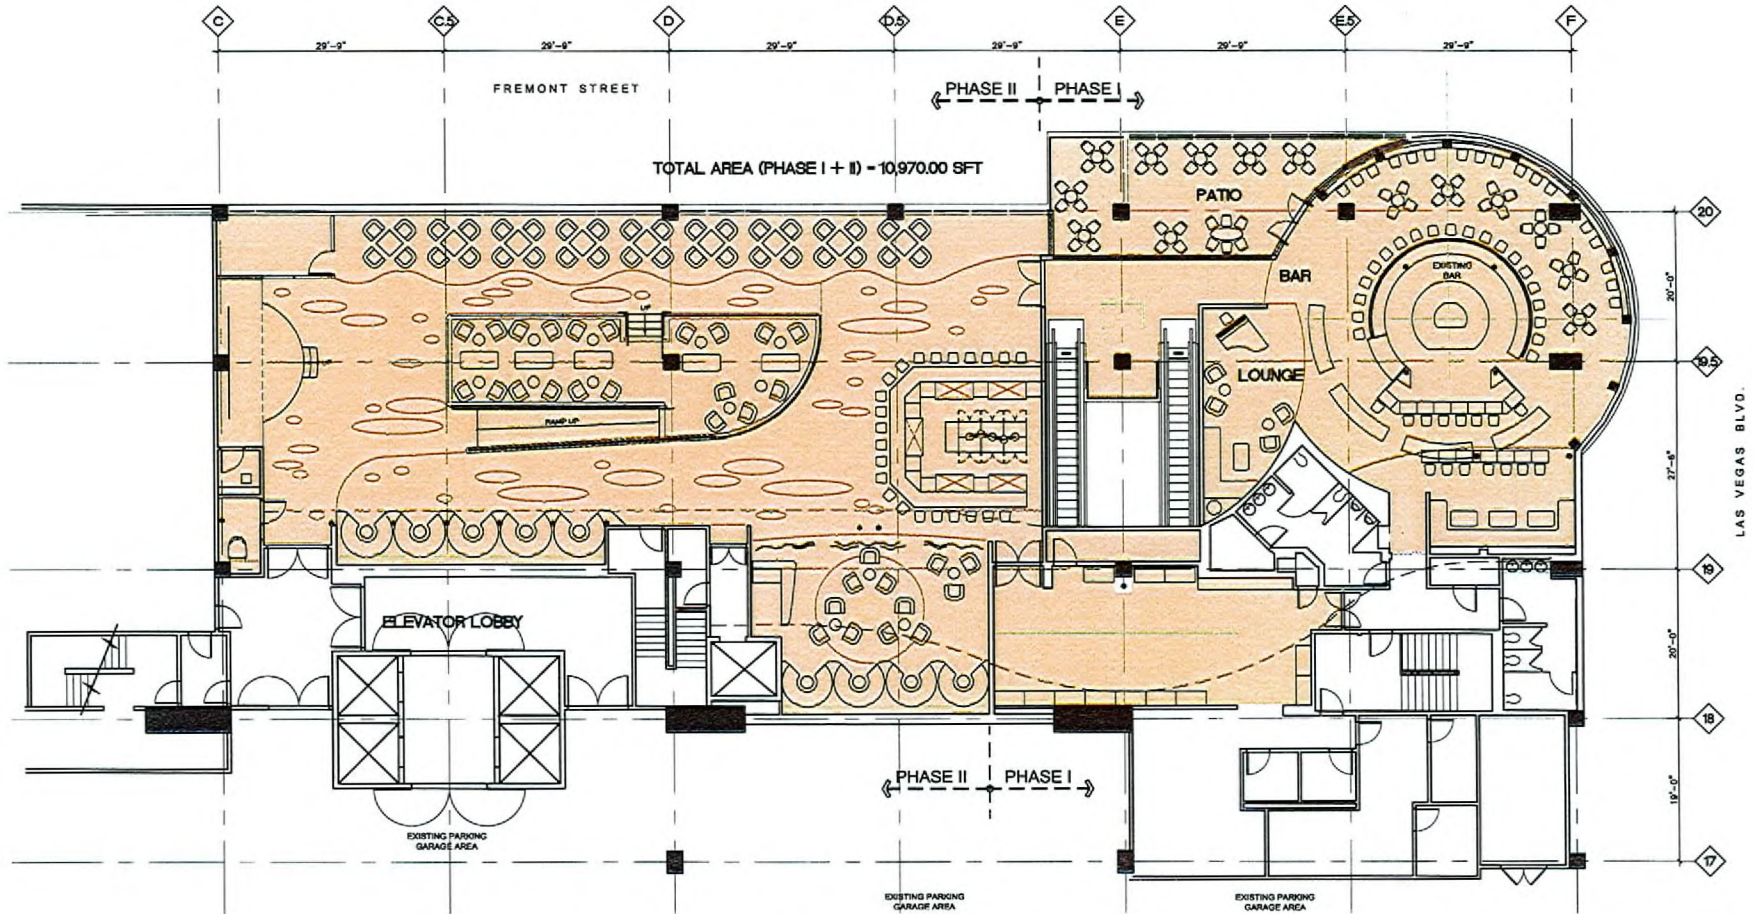 C C.5 D D.5 E E.5 F
29'-9" 29'-9" 29'-9" 29'-9" 29'-9" 29'-9"
FREMONT STREET
PHASE II PHASE I
TOTAL AREA (PHASE I + II) - 10,970.00 SFT
PATIO
20
BAR
EXISTING
BAR
20'-0"
UP
19.5
LOUNGE
LAS VEGAS BLVD.
RAMP UP
27'-6"
19
ELEVATOR LOBBY
20'-0"
18
PHASE II PHASE I
19'-0"
EXISTING PARKING
GARAGE AREA
17
EXISTING PARKING
GARAGE AREA
EXISTING PARKING
GARAGE AREA